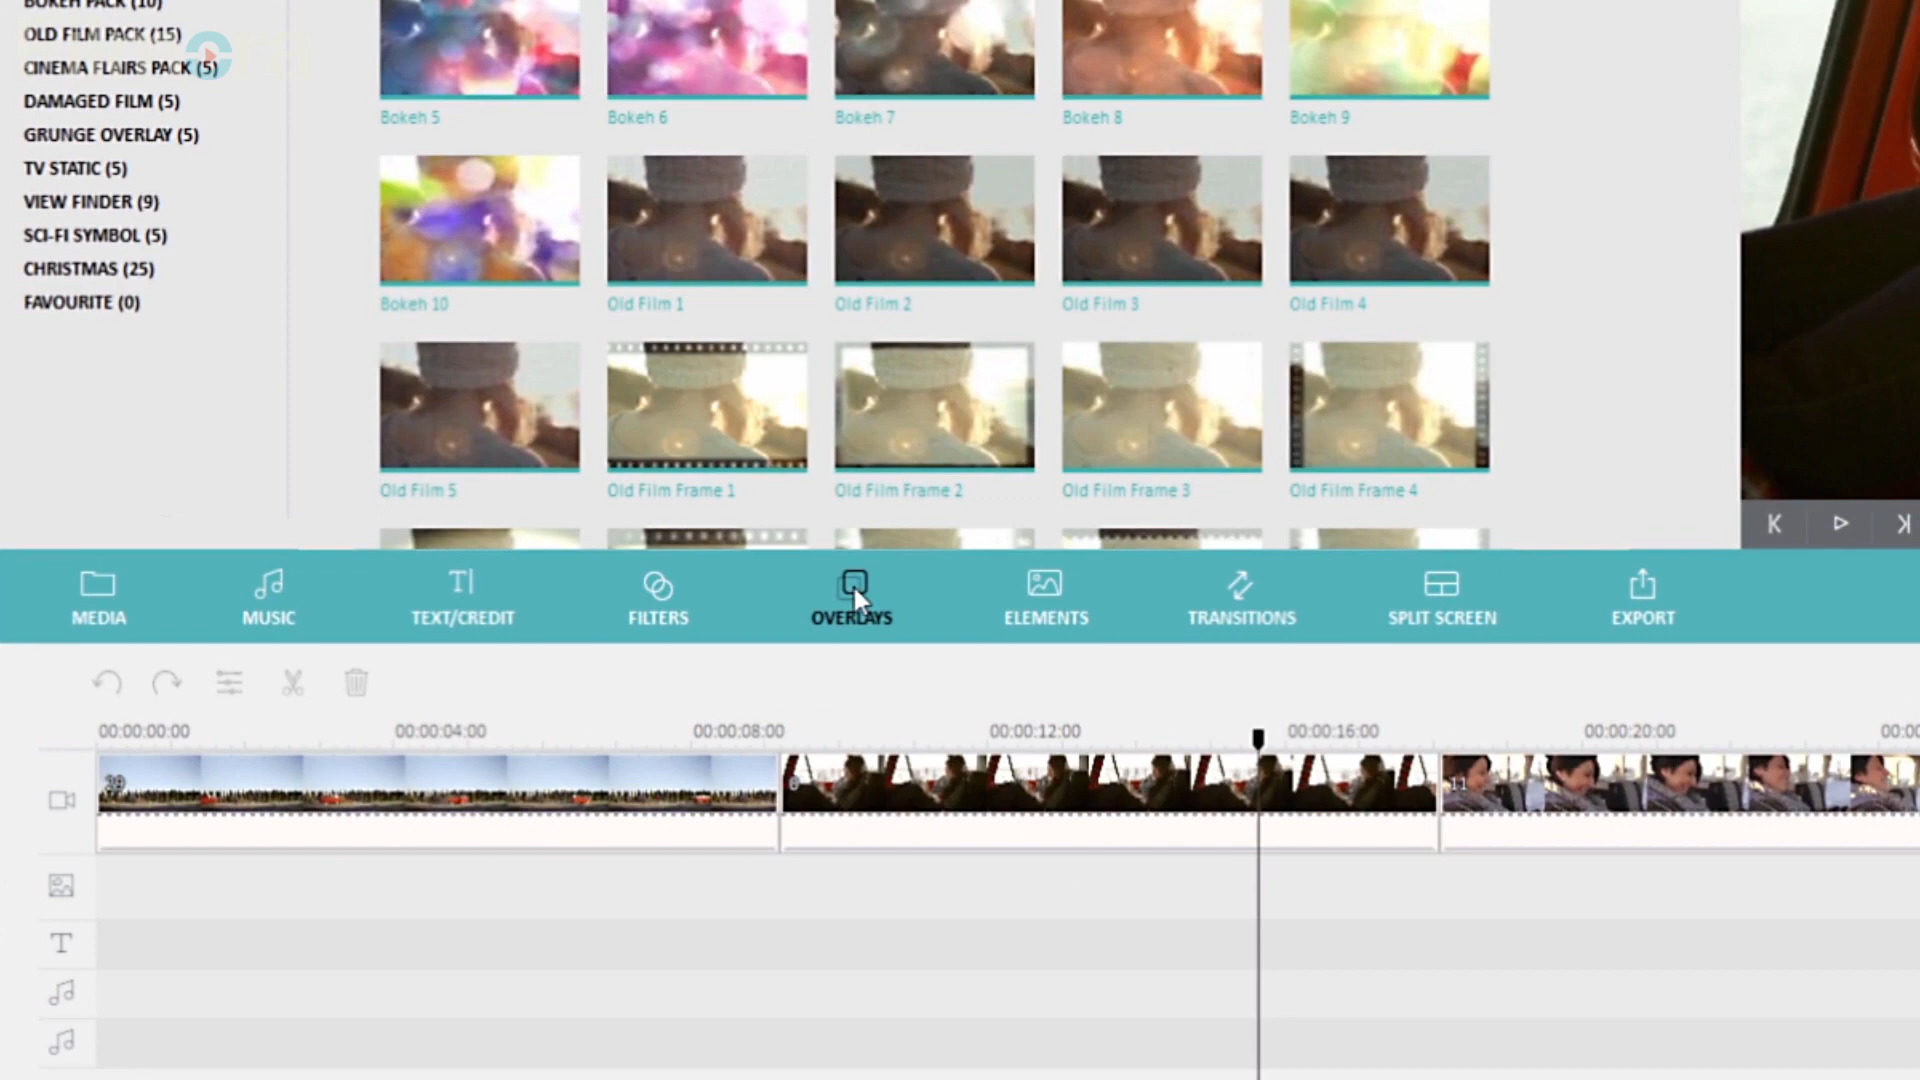 BOKEH PACK (10)
OLD FILM PACK (15)
CINEMA FLAIRS PACK (5)
DAMAGED FILM (5)
GRUNGE OVERLAY (5)
TV STATIC (5)
VIEW FINDER (9)
SCI-FI SYMBOL (5)
CHRISTMAS (25)
FAVOURITE (0)
Bokeh 5
Bokeh 6
Bokeh 7
Bokeh 8
Bokeh 9
Bokeh 10
Old Film 1
Old Film 2
Old Film 3
Old Film 4
Old Film 5
Old Film Frame 1
Old Film Frame 2
Old Film Frame 3
Old Film Frame 4
MEDIA
MUSIC
TEXT/CREDIT
FILTERS
OVERLAYS
ELEMENTS
TRANSITIONS
SPLIT SCREEN
EXPORT
00:00:00:00
00:00:04:00
00:00:08:00
00:00:12:00
00:00:16:00
00:00:20:00
11